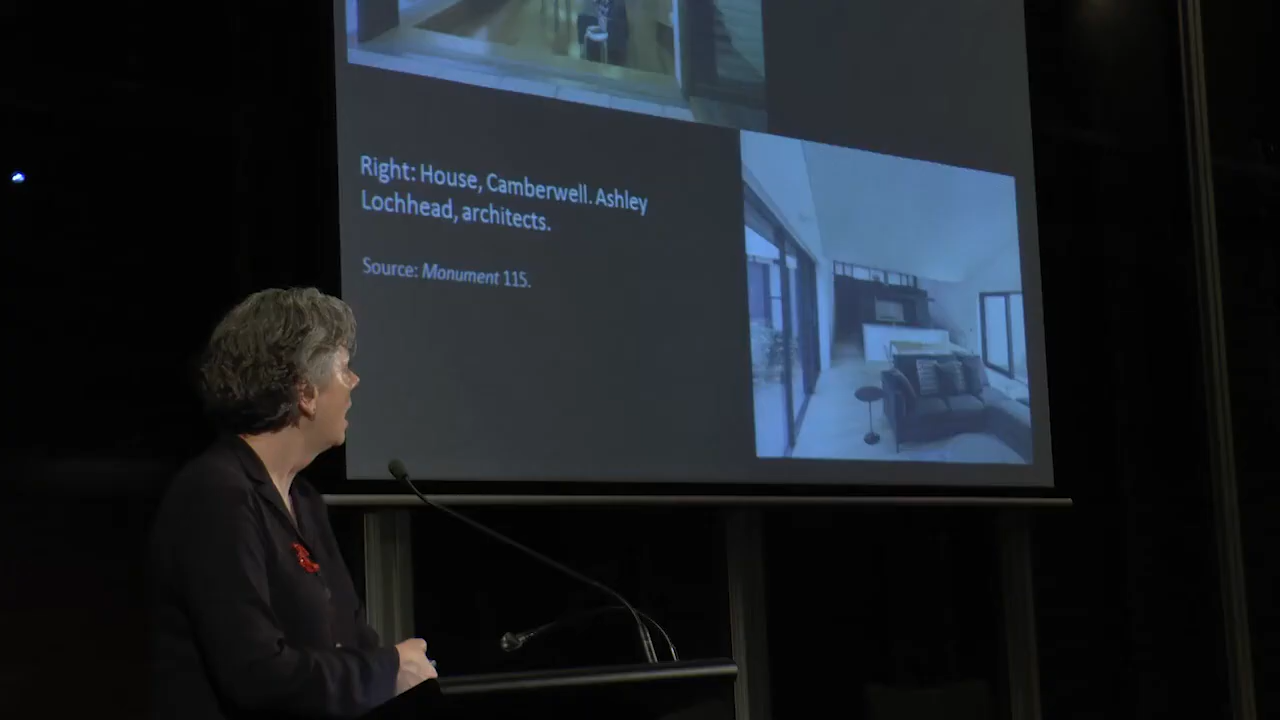 Right: House, Camberwell. Ashley
Lochhead, architects.
Source: Monument 115.